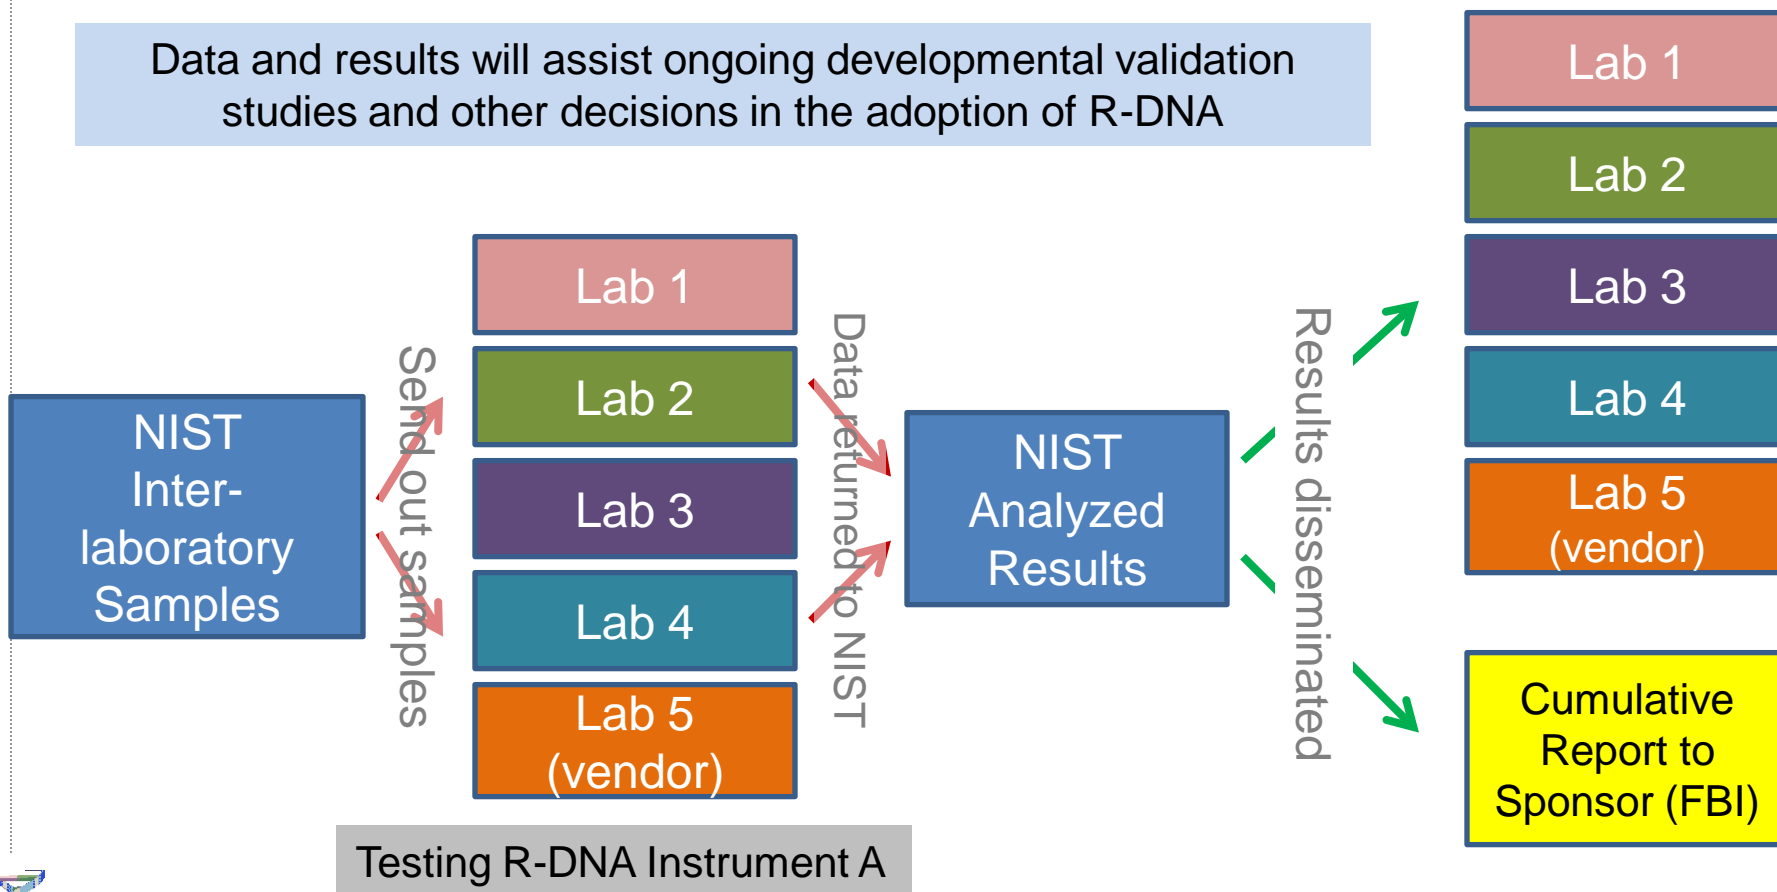 Data and results will assist ongoing developmental validation
studies and other decisions in the adoption of R-DNA
NIST
Inter-
laboratory
Samples
Send out samples
Lab 1
Lab 2
Lab 3
Lab 4
Lab 5
(vendor)
Testing R-DNA Instrument A
Data returned to NIST
NIST
Analyzed
Results
Results disseminated
Lab 1
Lab 2
Lab 3
Lab 4
Lab 5
(vendor)
Cumulative
Report to
Sponsor (FBI)